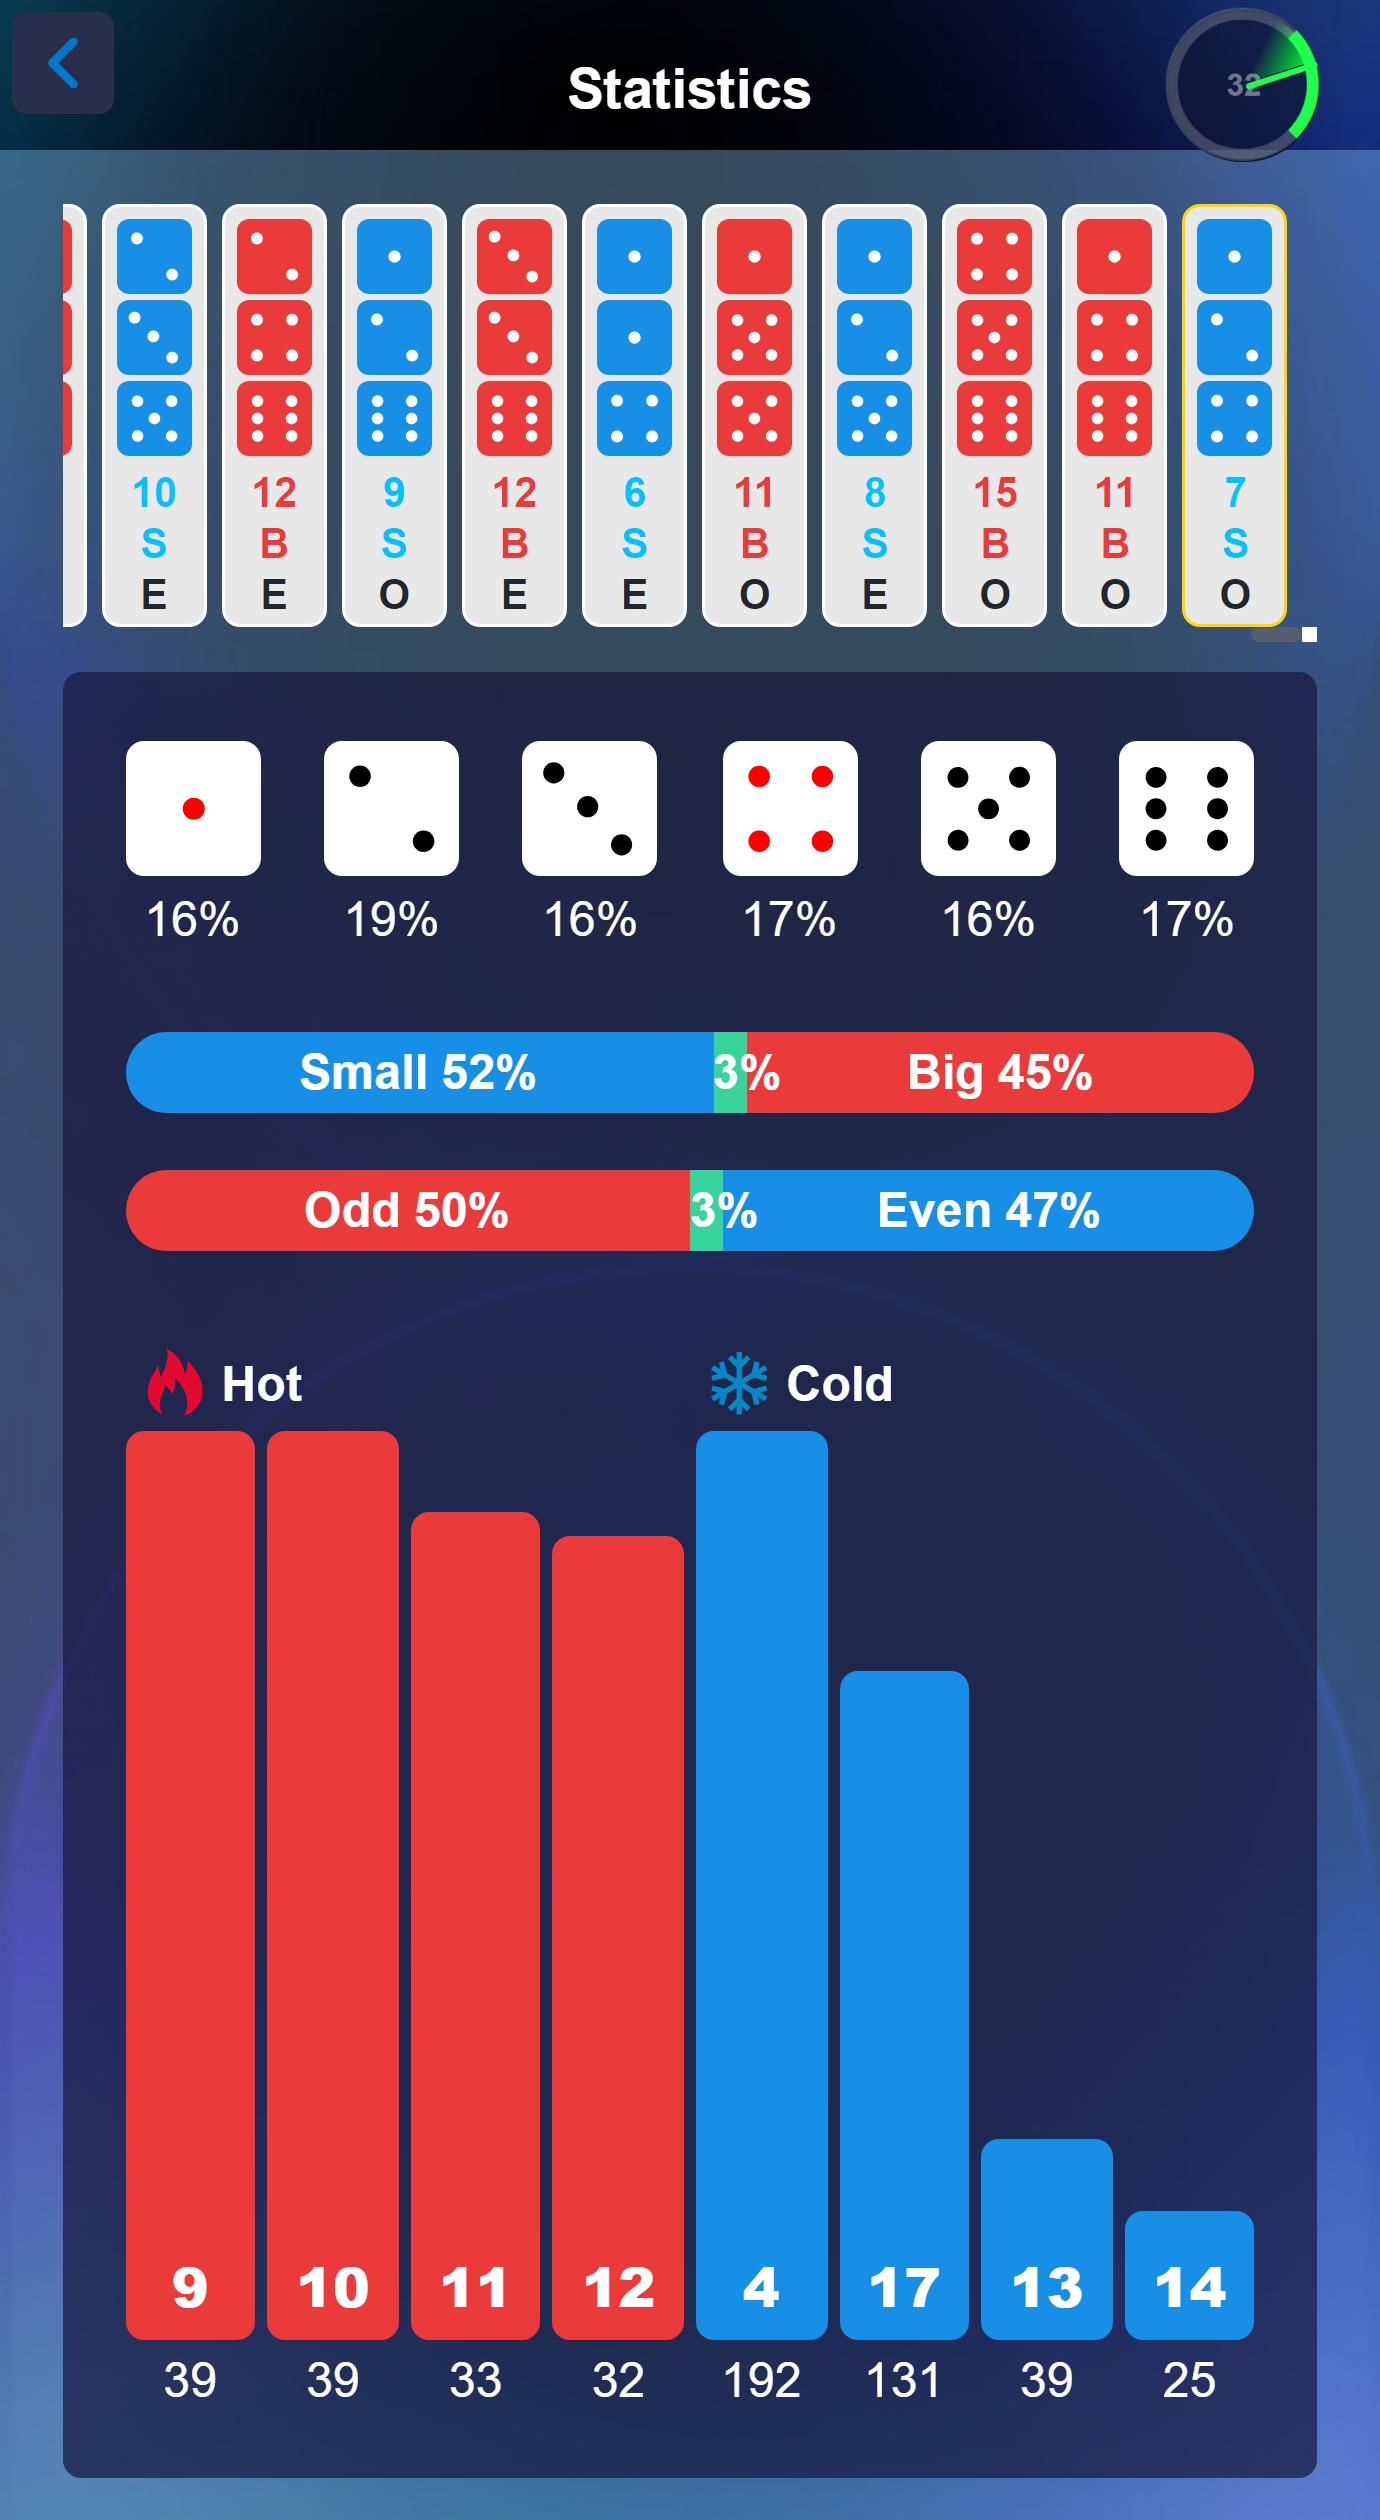 Statistics
32
10 12 9 12 6 11 8 15 11 7
S B S B S B S B B S
E E O E E O E O O O
16% 19% 16% 17% 16% 17%
Small 52% 3% Big 45%
Odd 50% 3% Even 47%
Hot Cold
9 10 11 12 4 17 13 14
39 39 33 32 192 131 39 25